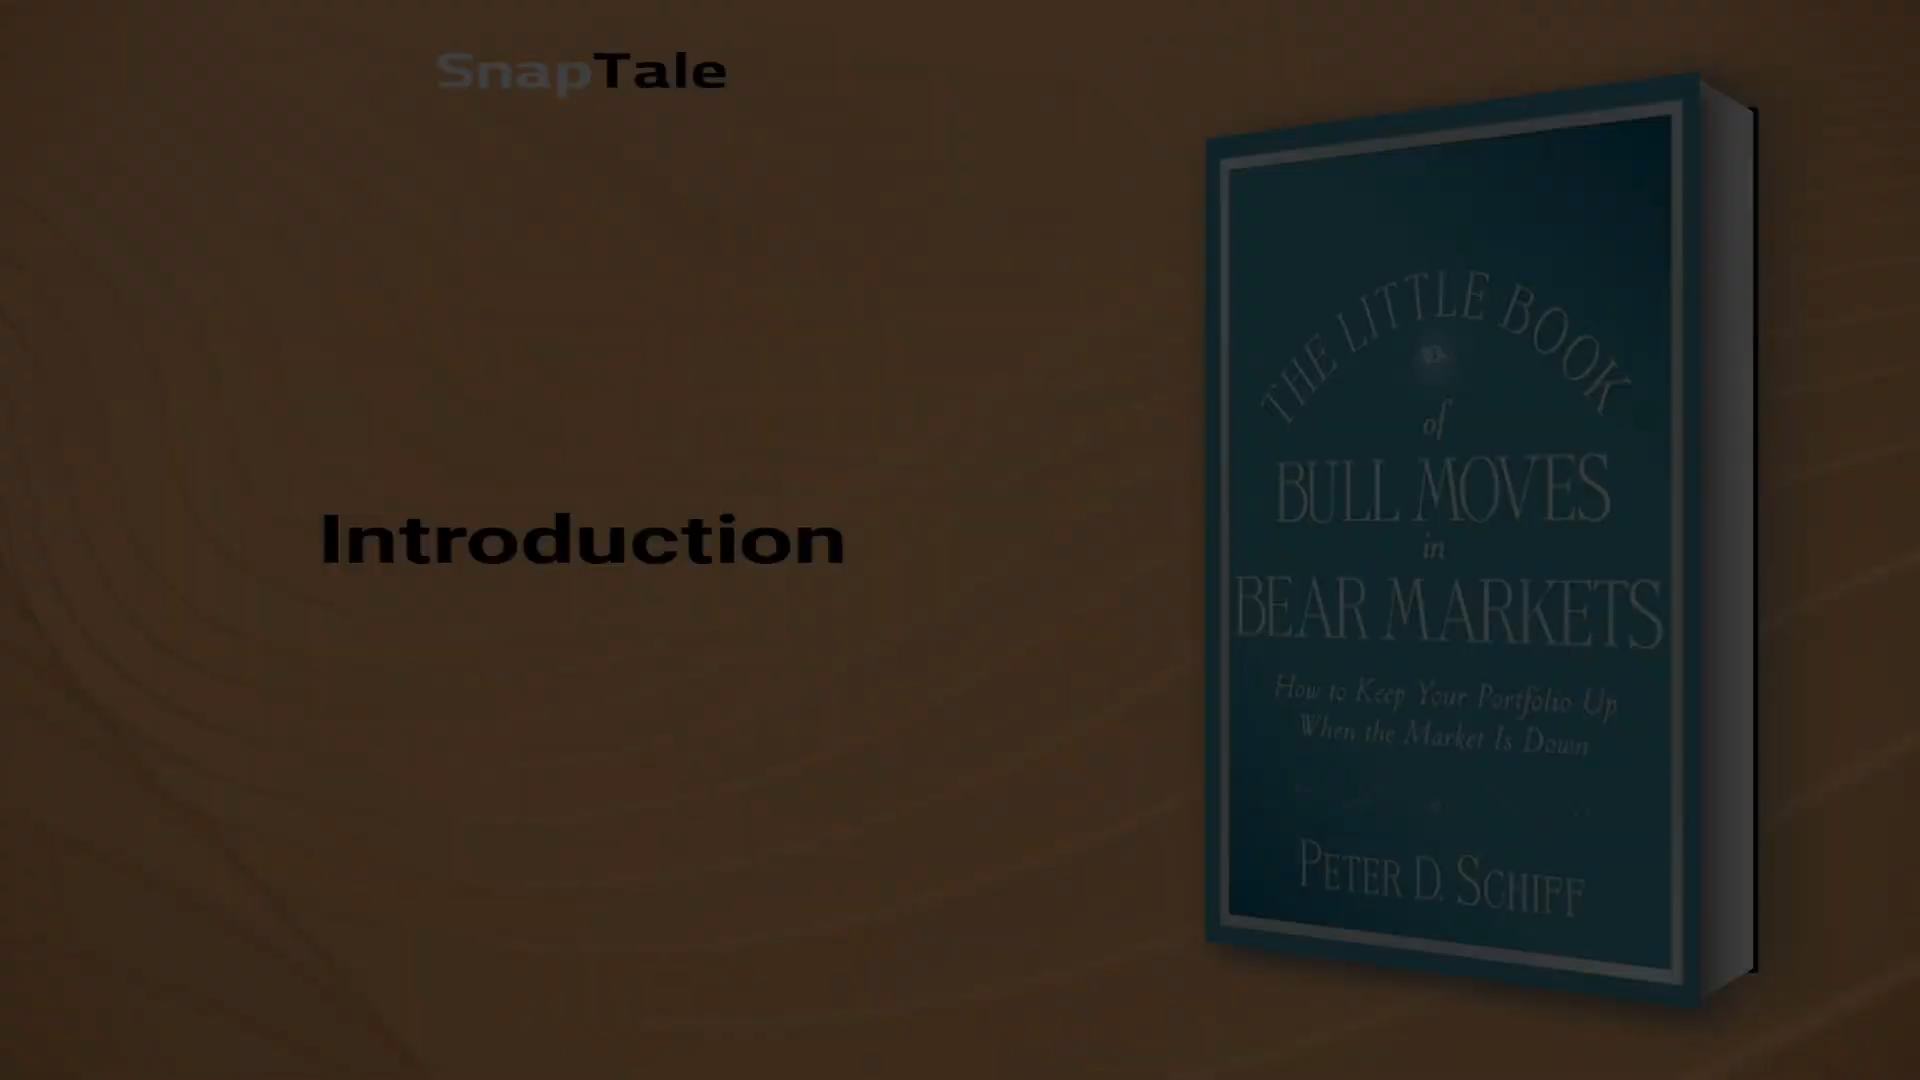 SnapTale
Introduction
THE LITTLE BOOK
of
BULL MOVES
in
BEAR MARKETS
How to Keep Your Portfolio Up
When the Market Is Down
PETER D. SCHIFF